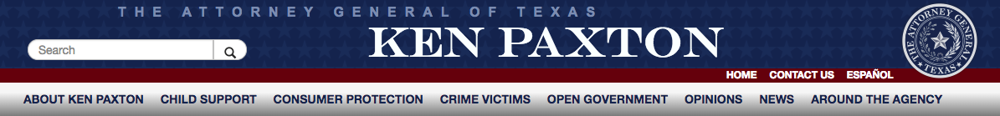 THE ATTORNEY GENERAL OF TEXAS
KEN PAXTON
Search
THE ATTORNEY GENERAL
TEXAS
HOME CONTACT US ESPAÑOL
ABOUT KEN PAXTON CHILD SUPPORT CONSUMER PROTECTION CRIME VICTIMS OPEN GOVERNMENT OPINIONS NEWS AROUND THE AGENCY